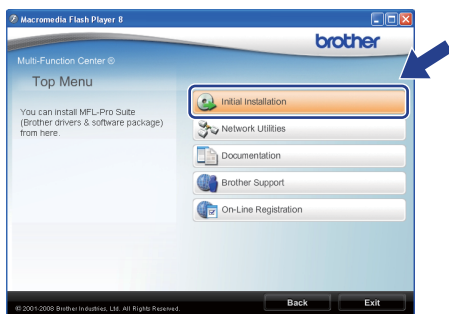 Macromedia Flash Player 8
brother
Multi-Function Center ®
Top Menu
You can install MFL-Pro Suite
(Brother drivers & software package)
from here.
Initial Installation
Network Utilities
Documentation
Brother Support
On-Line Registration
© 2001-2008 Brother Industries, Ltd. All Rights Reserved.
Back
Exit